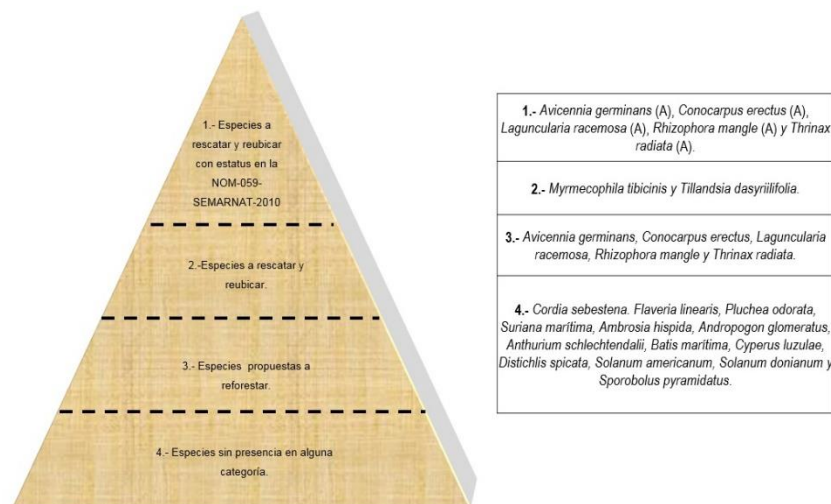 1.- Especies a
rescatar y reubicar
con estatus en la
NOM-059-
SEMARNAT-2010
2.-Especies a rescatar y
reubicar.
3.- Especies propuestas a
reforestar.
4.- Especies sin presencia en alguna
categoría.
1.- Avicennia germinans (A), Conocarpus erectus (A),
Laguncularia racemosa (A), Rhizophora mangle (A) y Thrinax
radiata (A).
2.- Myrmecophila tibicinis y Tillandsia dasyriilifolia.
3.- Avicennia germinans, Conocarpus erectus, Laguncularia
racemosa, Rhizophora mangle y Thrinax radiata.
4.- Cordia sebestena. Flaveria linearis, Pluchea odorata,
Suriana marítima, Ambrosia hispida, Andropogon glomeratus,
Anthurium schlechtendalii, Batis marítima, Cyperus luzulae,
Distichlis spicata, Solanum americanum, Solanum donianum y
Sporobolus pyramidatus.